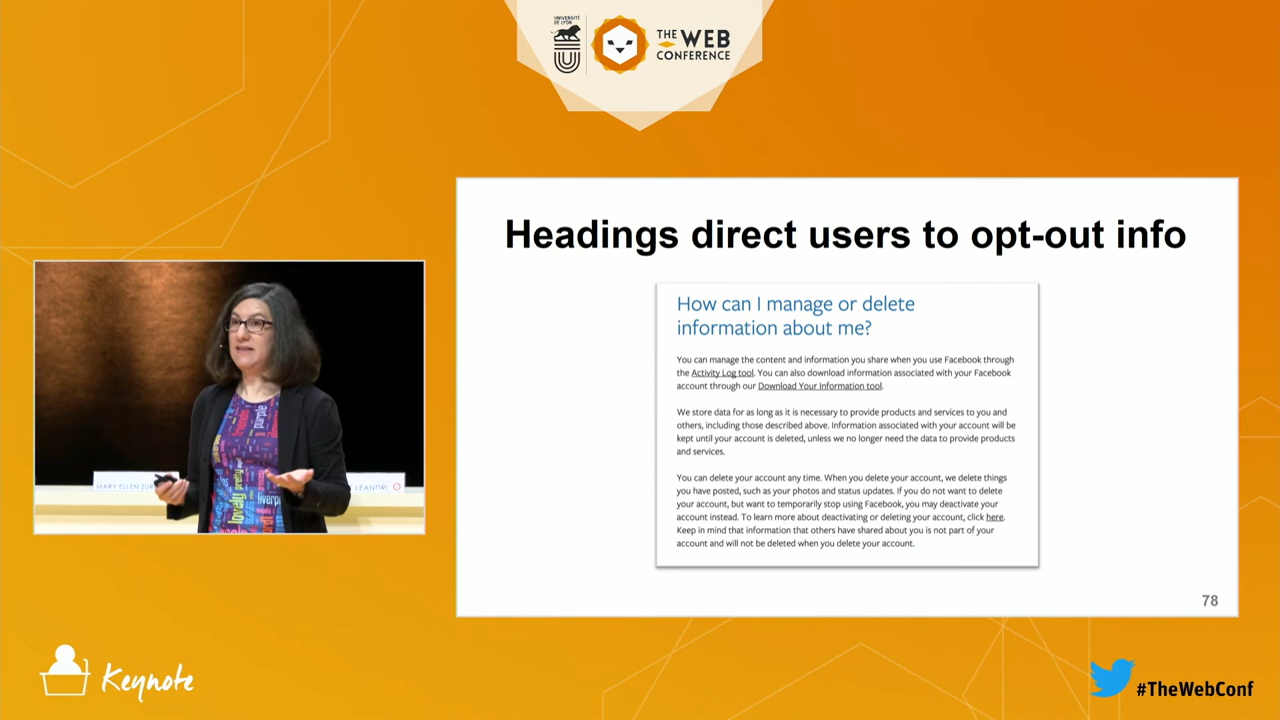 UNIVERSITÉ
DE LYON
THE WEB
CONFERENCE
Headings direct users to opt-out info
How can I manage or delete
information about me?
You can manage the content and information you share when you use Facebook through
the Activity Log tool. You can also download information associated with your Facebook
account through our Download Your Information tool.
We store data for as long as it is necessary to provide products and services to you and
others, including those described above. Information associated with your account will be
kept until your account is deleted, unless we no longer need the data to provide products
and services.
You can delete your account any time. When you delete your account, we delete things
you have posted, such as your photos and status updates. If you do not want to delete
your account, but want to temporarily stop using Facebook, you may deactivate your
account instead. To learn more about deactivating or deleting your account, click here.
Keep in mind that information that others have shared about you is not part of your
account and will not be deleted when you delete your account.
78
MARY ELLEN ZUR
LEANDRI
friends
purple
lovely
pretty
liverp
Keynote
#TheWebConf